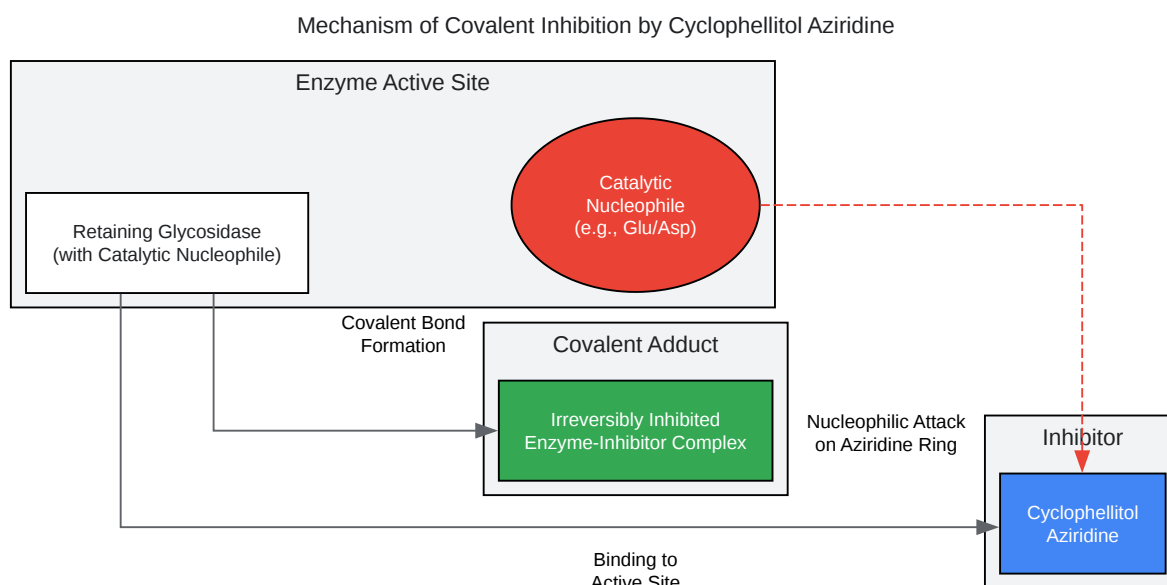 Mechanism of Covalent Inhibition by Cyclophellitol Aziridine
Enzyme Active Site
Catalytic
Nucleophile
(e.g., Glu/Asp)
Retaining Glycosidase
(with Catalytic Nucleophile)
Covalent Bond
Formation
Covalent Adduct
Irreversibly Inhibited
Enzyme-Inhibitor Complex
Nucleophilic Attack
on Aziridine Ring
Inhibitor
Cyclophellitol
Aziridine
Binding to
Active Site